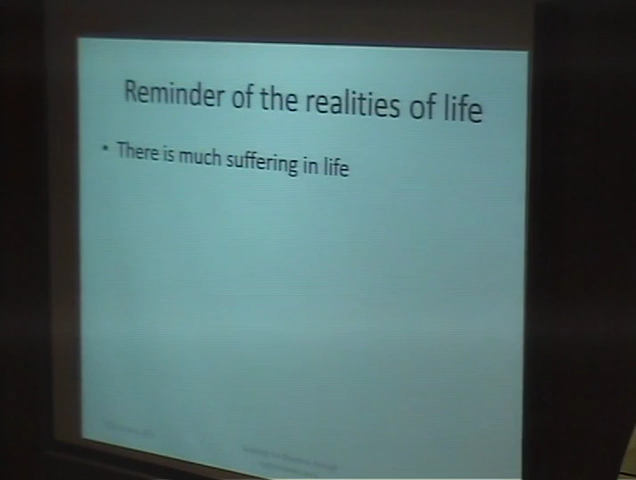 Reminder of the realities of life
• There is much suffering in life